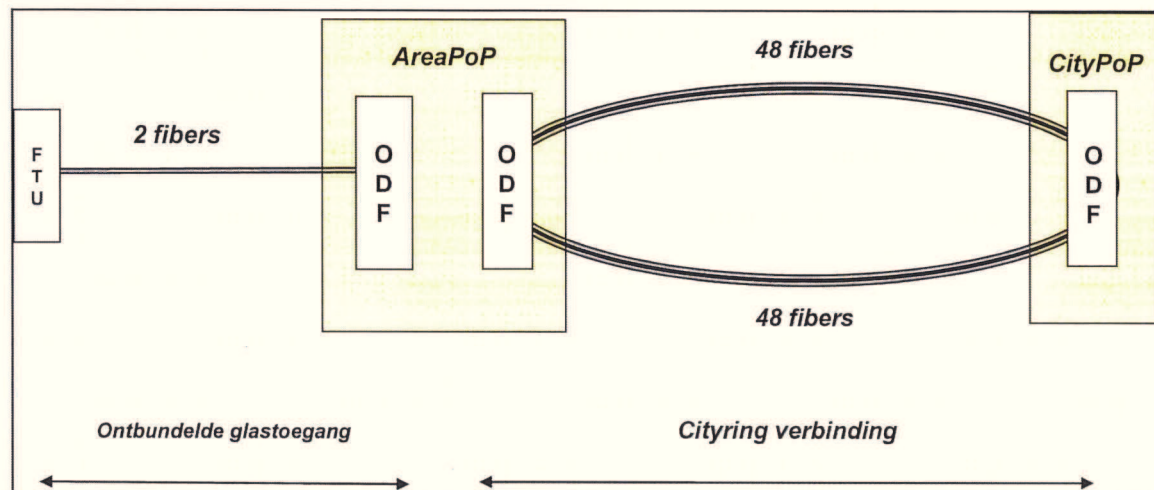 48 fibers
AreaPoP
CityPoP
2 fibers
F
T
U
O
D
F
O
D
F
O
D
F
48 fibers
Ontbundelde glastoegang
Cityring verbinding